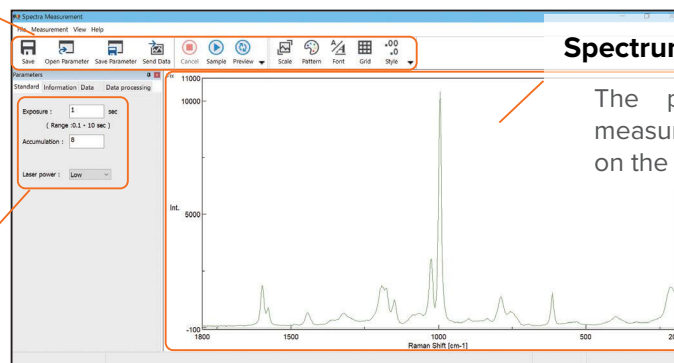 Spectra Measurement
File Measurement View Help
Save Open Parameter Save Parameter Send Data Cancel Sample Preview Scale Pattern Font Grid Style
Parameters
Standard Information Data Data processing
Exposure : 1 sec
( Range :0.1 - 10 sec )
Accumulation : 8
Laser power : Low
11000
10000
Int.
5000
-100
1800 1500 1000 500
Raman Shift [cm-1]
The
on the